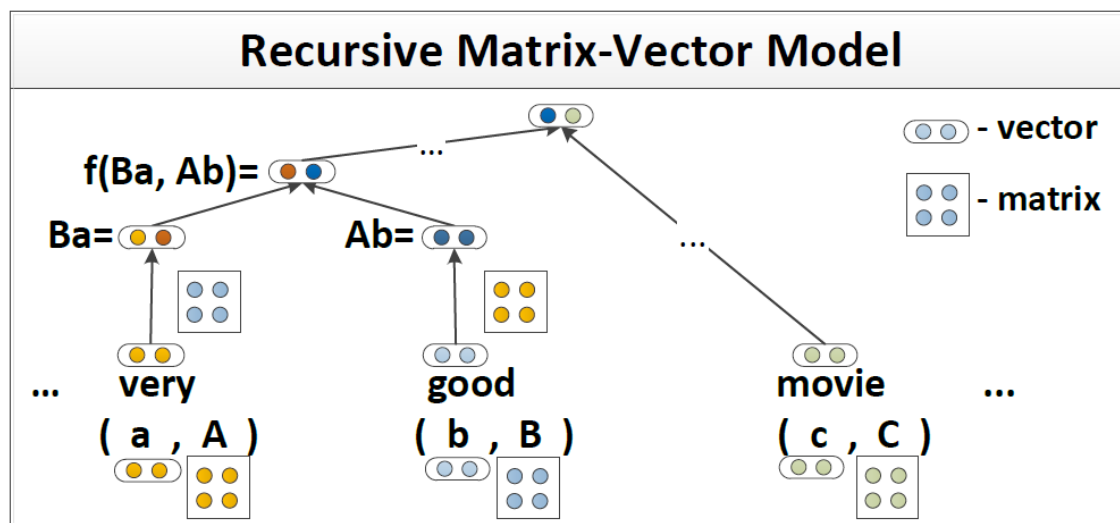 Recursive Matrix-Vector Model
- vector
...
f(Ba, Ab)=
- matrix
Ba=
Ab=
...
... very good movie ...
( a , A ) ( b , B ) ( c , C )